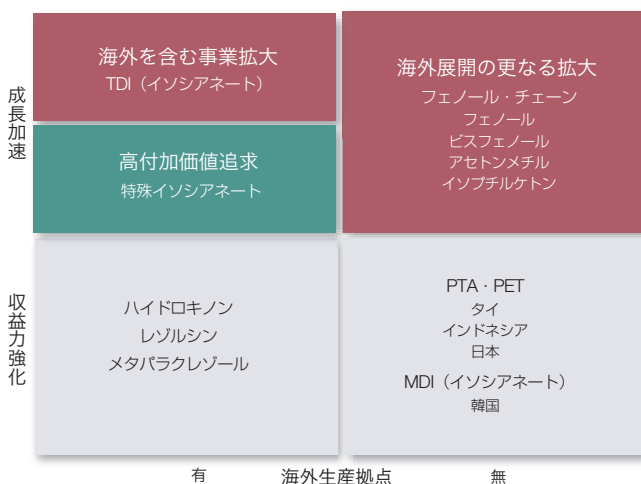 成長加速
海外を含む事業拡大
TDI（イソシアネート）
高付加価値追求
特殊イソシアネート
海外展開の更なる拡大
フェノール・チェーン
フェノール
ビスフェノール
アセトンメチル
イソプチルケトン
収益力強化
ハイドロキノン
レゾルシン
メタパラクレゾール
PTA・PET
タイ
インドネシア
日本
MDI（イソシアネート）
韓国
有 海外生産拠点 無